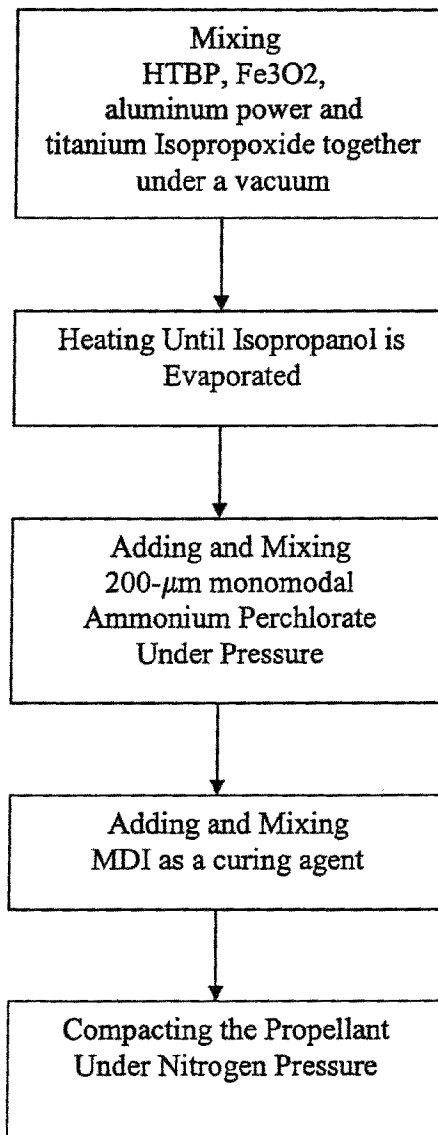 Mixing
HTBP, Fe3O2,
aluminum power and
titanium Isopropoxide together
under a vacuum
Heating Until Isopropanol is
Evaporated
Adding and Mixing
200-μm monomodal
Ammonium Perchlorate
Under Pressure
Adding and Mixing
MDI as a curing agent
Compacting the Propellant
Under Nitrogen Pressure